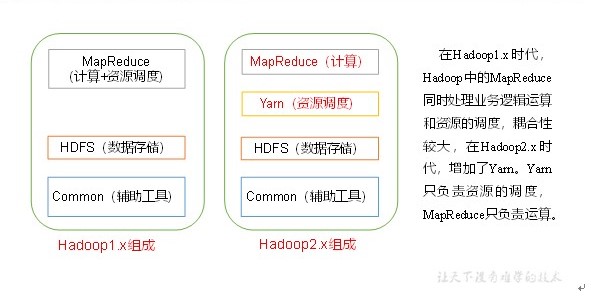 MapReduce
(计算+资源调度)
HDFS（数据存储）
Common（辅助工具）
Hadoop1.x组成
MapReduce（计算）
Yarn（资源调度）
HDFS（数据存储）
Common（辅助工具）
Hadoop2.x组成
在Hadoop1.x时代，
Hadoop中的MapReduce
同时处理业务逻辑运算
和资源的调度，耦合性
较大，在Hadoop2.x时
代，增加了Yarn。Yarn
只负责资源的调度，
MapReduce只负责运算。
让天下没有难学的技术